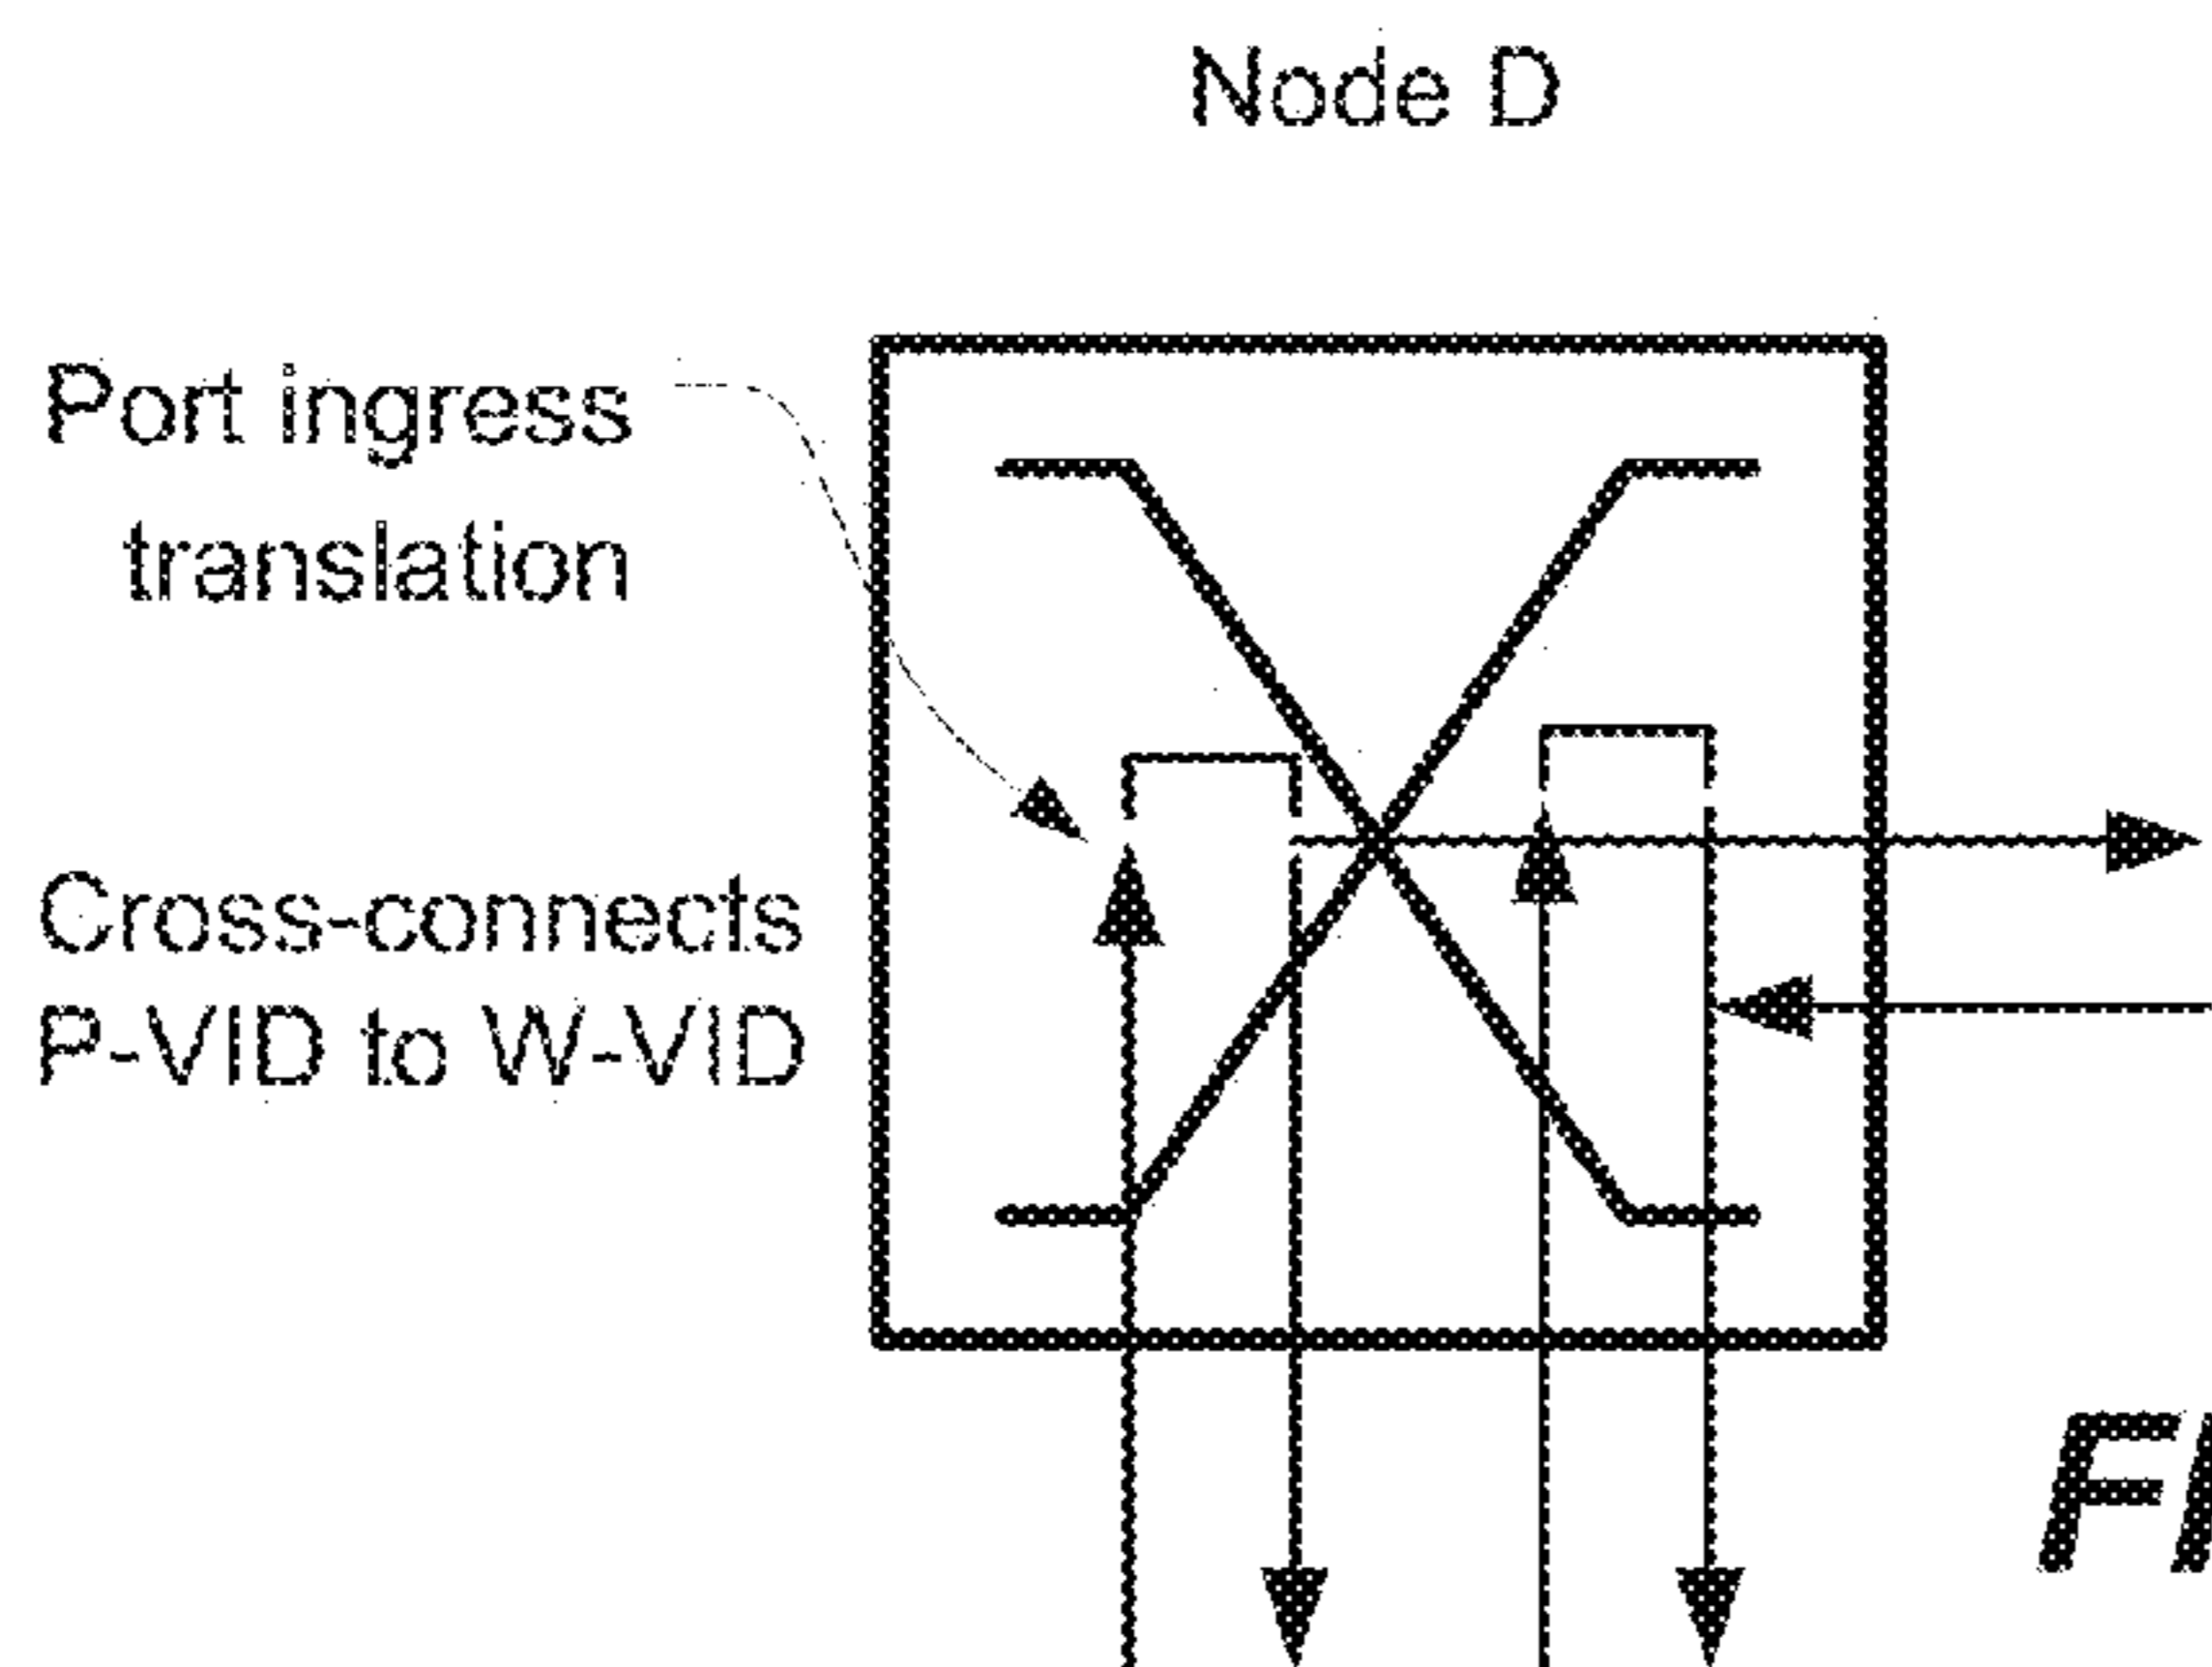 Node D
Port ingress
translation
Cross-connects
P-VID to W-VID